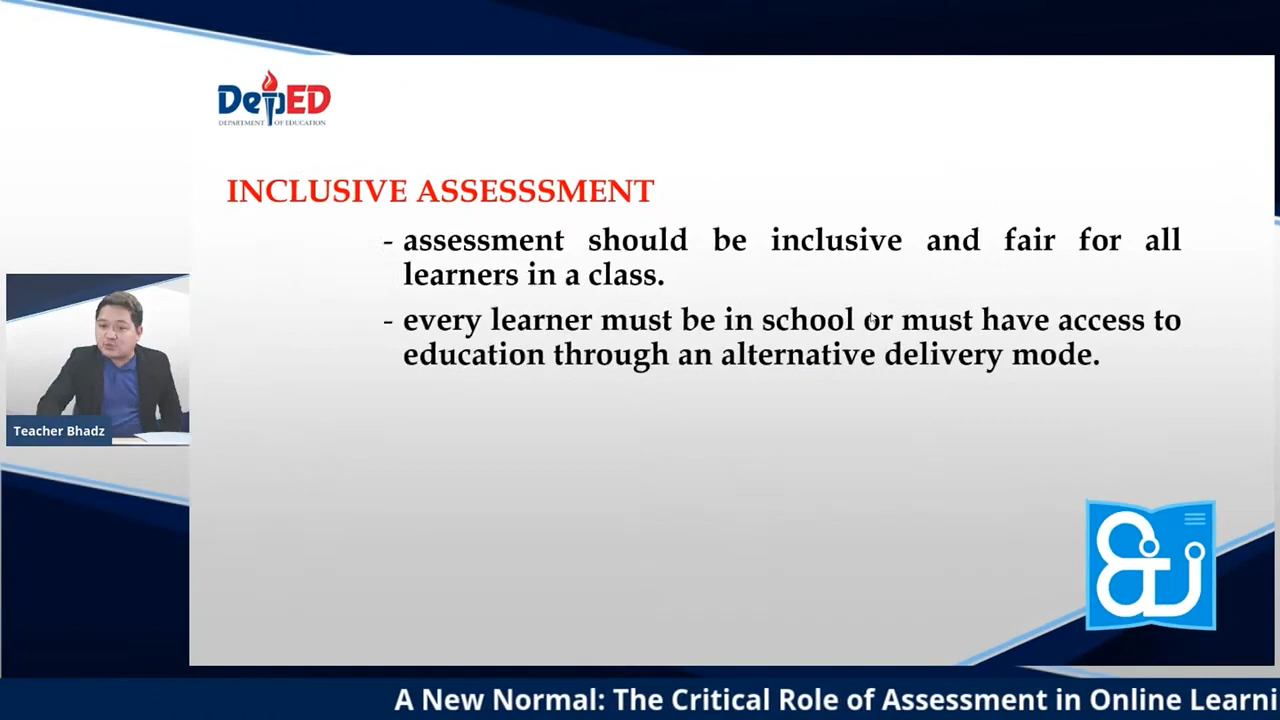 DepED
DEPARTMENT OF EDUCATION
INCLUSIVE ASSESSSMENT
- assessment should be inclusive and fair for all
learners in a class.
- every learner must be in school or must have access to
education through an alternative delivery mode.
Teacher Bhadz
A New Normal: The Critical Role of Assessment in Online Learni